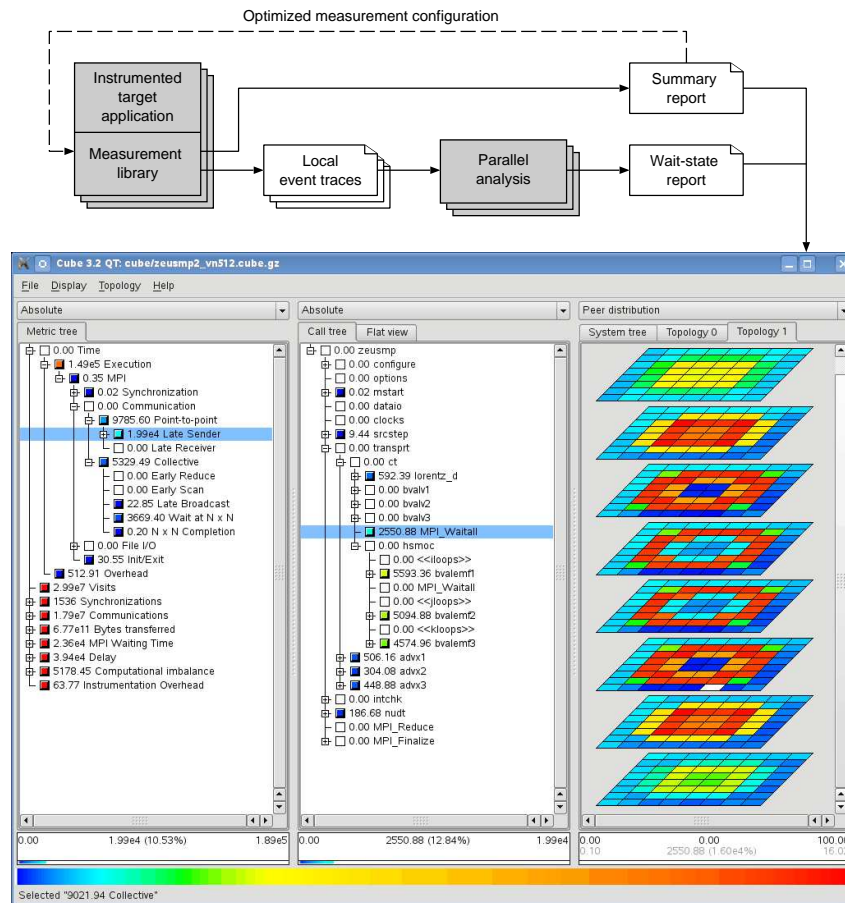 Optimized measurement configuration
Instrumented
target
application
Measurement
library
Local
event traces
Parallel
analysis
Summary
report
Wait-state
report
Cube 3.2 QT: cube/zeusmp2_vn512.cube.gz
File Display Topology Help
Absolute
Metric tree
0.00 Time
1.49e5 Execution
0.35 MPI
0.02 Synchronization
0.00 Communication
9785.60 Point-to-point
1.99e4 Late Sender
0.00 Late Receiver
5329.49 Collective
0.00 Early Reduce
0.00 Early Scan
22.85 Late Broadcast
3669.40 Wait at N x N
0.20 N x N Completion
0.00 File I/O
30.55 Init/Exit
512.91 Overhead
2.99e7 Visits
1536 Synchronizations
1.79e7 Communications
6.77e11 Bytes transferred
2.36e4 MPI Waiting Time
3.94e4 Delay
5178.45 Computational imbalance
63.77 Instrumentation Overhead
0.00 1.99e4 (10.53%) 1.89e5
Absolute
Call tree Flat view
0.00 zeusmp
0.00 configure
0.00 options
0.02 mstart
0.00 dataio
0.00 clocks
9.44 srcstep
0.00 transprt
0.00 ct
592.39 lorentz_d
0.00 bvalv1
0.00 bvalv2
0.00 bvalv3
2550.88 MPI_Waitall
0.00 hsmoc
0.00 <<iloops>>
5593.36 bvalemf1
0.00 MPI_Waitall
0.00 <<jloops>>
5094.88 bvalemf2
0.00 <<kloops>>
4574.96 bvalemf3
506.16 advx1
304.08 advx2
448.88 advx3
0.00 intchk
186.68 nudt
0.00 MPI_Reduce
0.00 MPI_Finalize
0.00 2550.88 (12.84%) 1.99e4
Peer distribution
System tree Topology 0 Topology 1
0.00 0.00 100.00
0.10 2550.88 (1.60e4%) 16.02
Selected "9021.94 Collective"